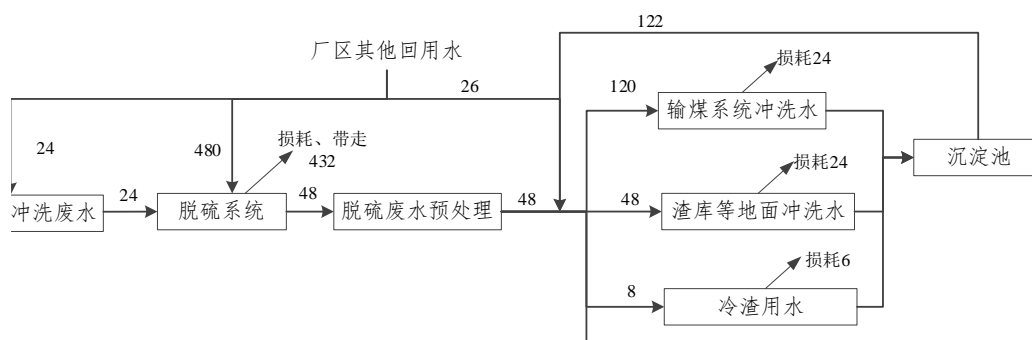 122
厂区其他回用水
损耗24
26
120
输煤系统冲洗水
24
480
损耗、带走
432
沉淀池
损耗24
冲洗废水
24
脱硫系统
48
脱硫废水预处理
48
48
渣库等地面冲洗水
损耗6
8
冷渣用水